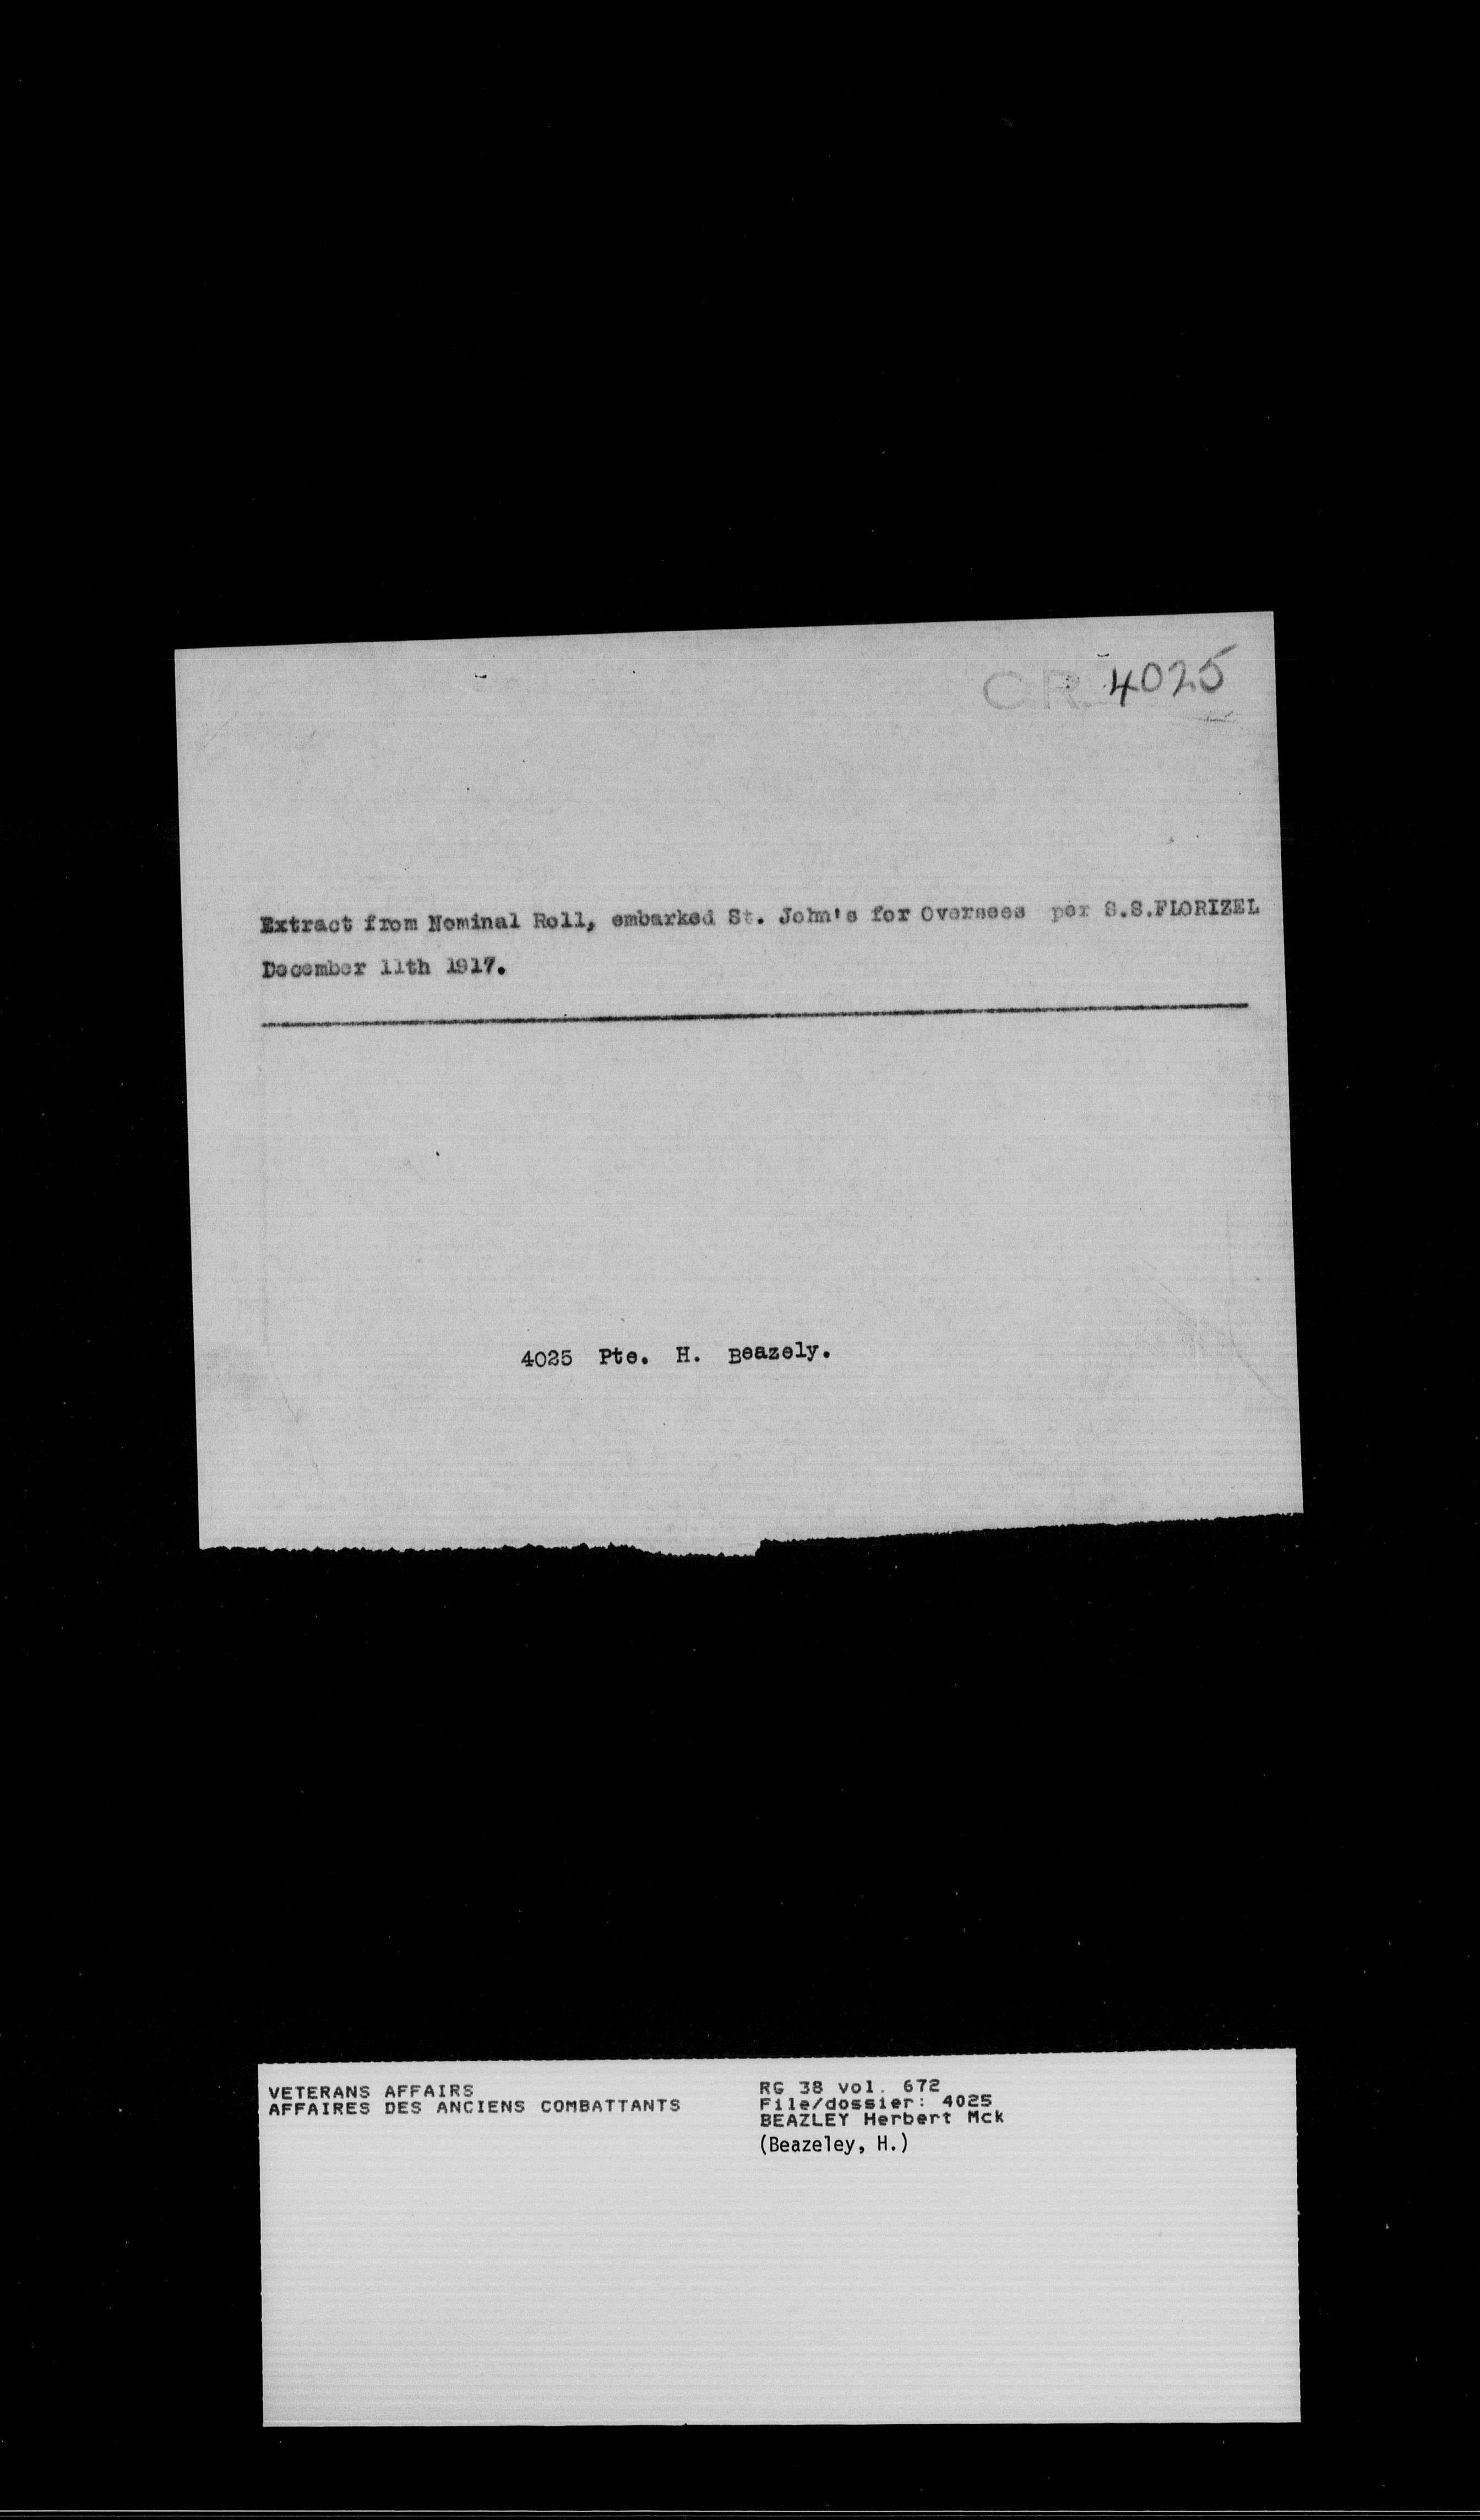 C.R. 4025
Extract from Nominal Roll, embarked St. John's for Overseas per S.S.FLORIZEL
December 11th 1917.
4025 Pte. H. Beazely.
VETERANS AFFAIRS
AFFAIRES DES ANCIENS COMBATTANTS
RG 38 vol. 672
File/dossier: 4025
BEAZLEY Herbert Mck
(Beazeley, H.)